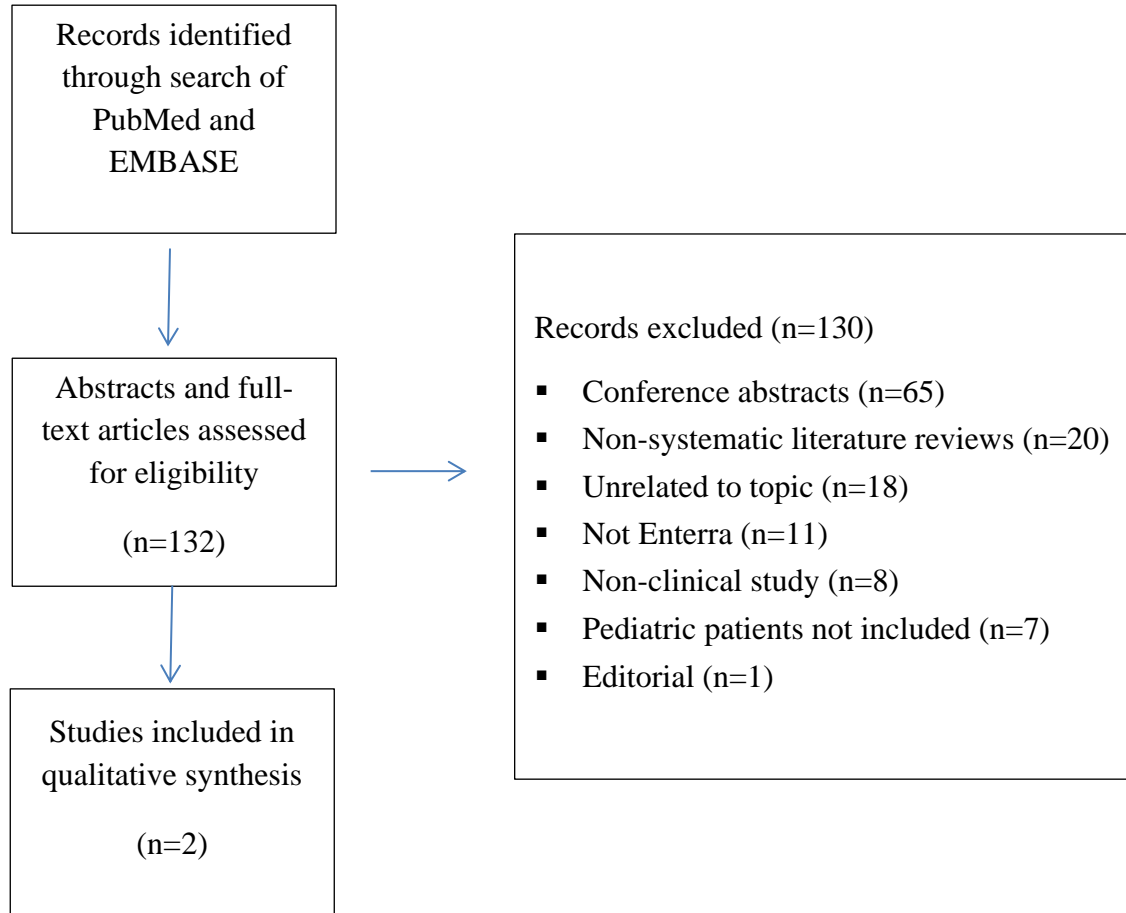 Records identified
through search of
PubMed and
EMBASE
Abstracts and full-
text articles assessed
for eligibility
(n=132)
Studies included in
qualitative synthesis
(n=2)
Records excluded (n=130)
▪ Conference abstracts (n=65)
▪ Non-systematic literature reviews (n=20)
▪ Unrelated to topic (n=18)
▪ Not Enterra (n=11)
▪ Non-clinical study (n=8)
▪ Pediatric patients not included (n=7)
▪ Editorial (n=1)